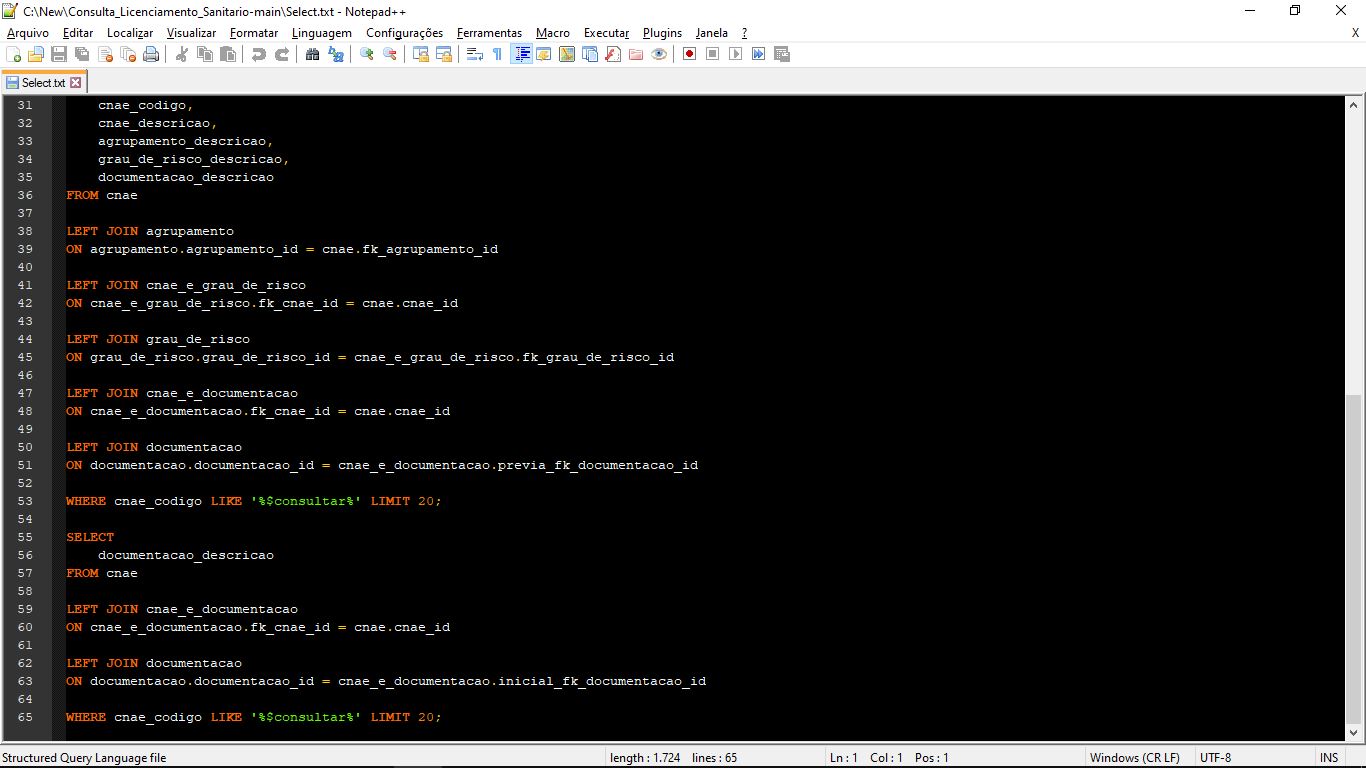 C:\New\Consulta_Licenciamento_Sanitario-main\Select.txt - Notepad++
Arquivo Editar Localizar Visualizar Formatar Linguagem Configurações Ferramentas Macro Executar Plugins Janela ? X
Select.txt
31 cnae_codigo,
32 cnae_descricao,
33 agrupamento_descricao,
34 grau_de_risco_descricao,
35 documentacao_descricao
36 FROM cnae
37
38 LEFT JOIN agrupamento
39 ON agrupamento.agrupamento_id = cnae.fk_agrupamento_id
40
41 LEFT JOIN cnae_e_grau_de_risco
42 ON cnae_e_grau_de_risco.fk_cnae_id = cnae.cnae_id
43
44 LEFT JOIN grau_de_risco
45 ON grau_de_risco.grau_de_risco_id = cnae_e_grau_de_risco.fk_grau_de_risco_id
46
47 LEFT JOIN cnae_e_documentacao
48 ON cnae_e_documentacao.fk_cnae_id = cnae.cnae_id
49
50 LEFT JOIN documentacao
51 ON documentacao.documentacao_id = cnae_e_documentacao.previa_fk_documentacao_id
52
53 WHERE cnae_codigo LIKE '%$consultar%' LIMIT 20;
54
55 SELECT
56 documentacao_descricao
57 FROM cnae
58
59 LEFT JOIN cnae_e_documentacao
60 ON cnae_e_documentacao.fk_cnae_id = cnae.cnae_id
61
62 LEFT JOIN documentacao
63 ON documentacao.documentacao_id = cnae_e_documentacao.inicial_fk_documentacao_id
64
65 WHERE cnae_codigo LIKE '%$consultar%' LIMIT 20;
Structured Query Language file length : 1.724 lines : 65 Ln : 1 Col : 1 Pos : 1 Windows (CR LF) UTF-8 INS